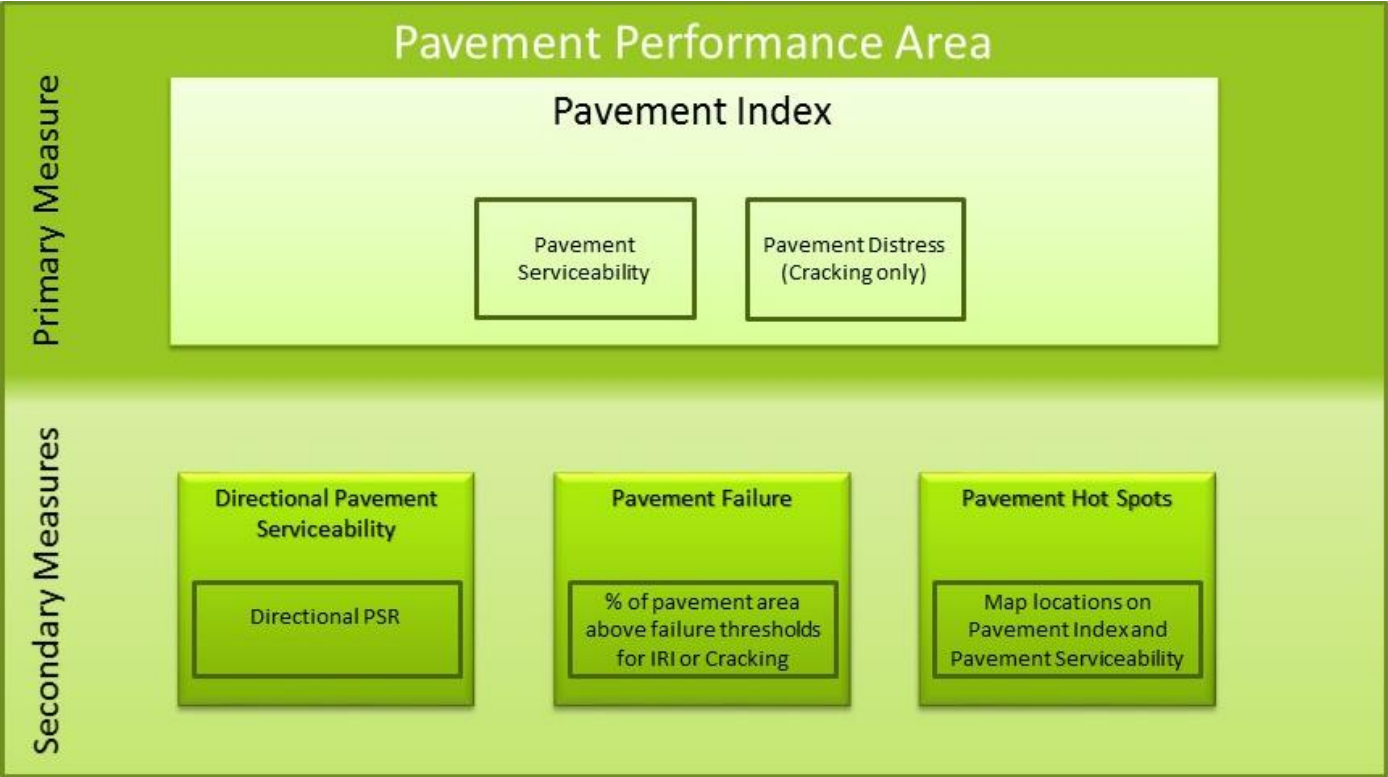 Pavement Performance Area
Primary Measure
Pavement Index
Pavement
Serviceability
Pavement Distress
(Cracking only)
Secondary Measures
Directional Pavement
Serviceability
Directional PSR
Pavement Failure
% of pavement area
above failure thresholds
for IRI or Cracking
Pavement Hot Spots
Map locations on
Pavement Index and
Pavement Serviceability